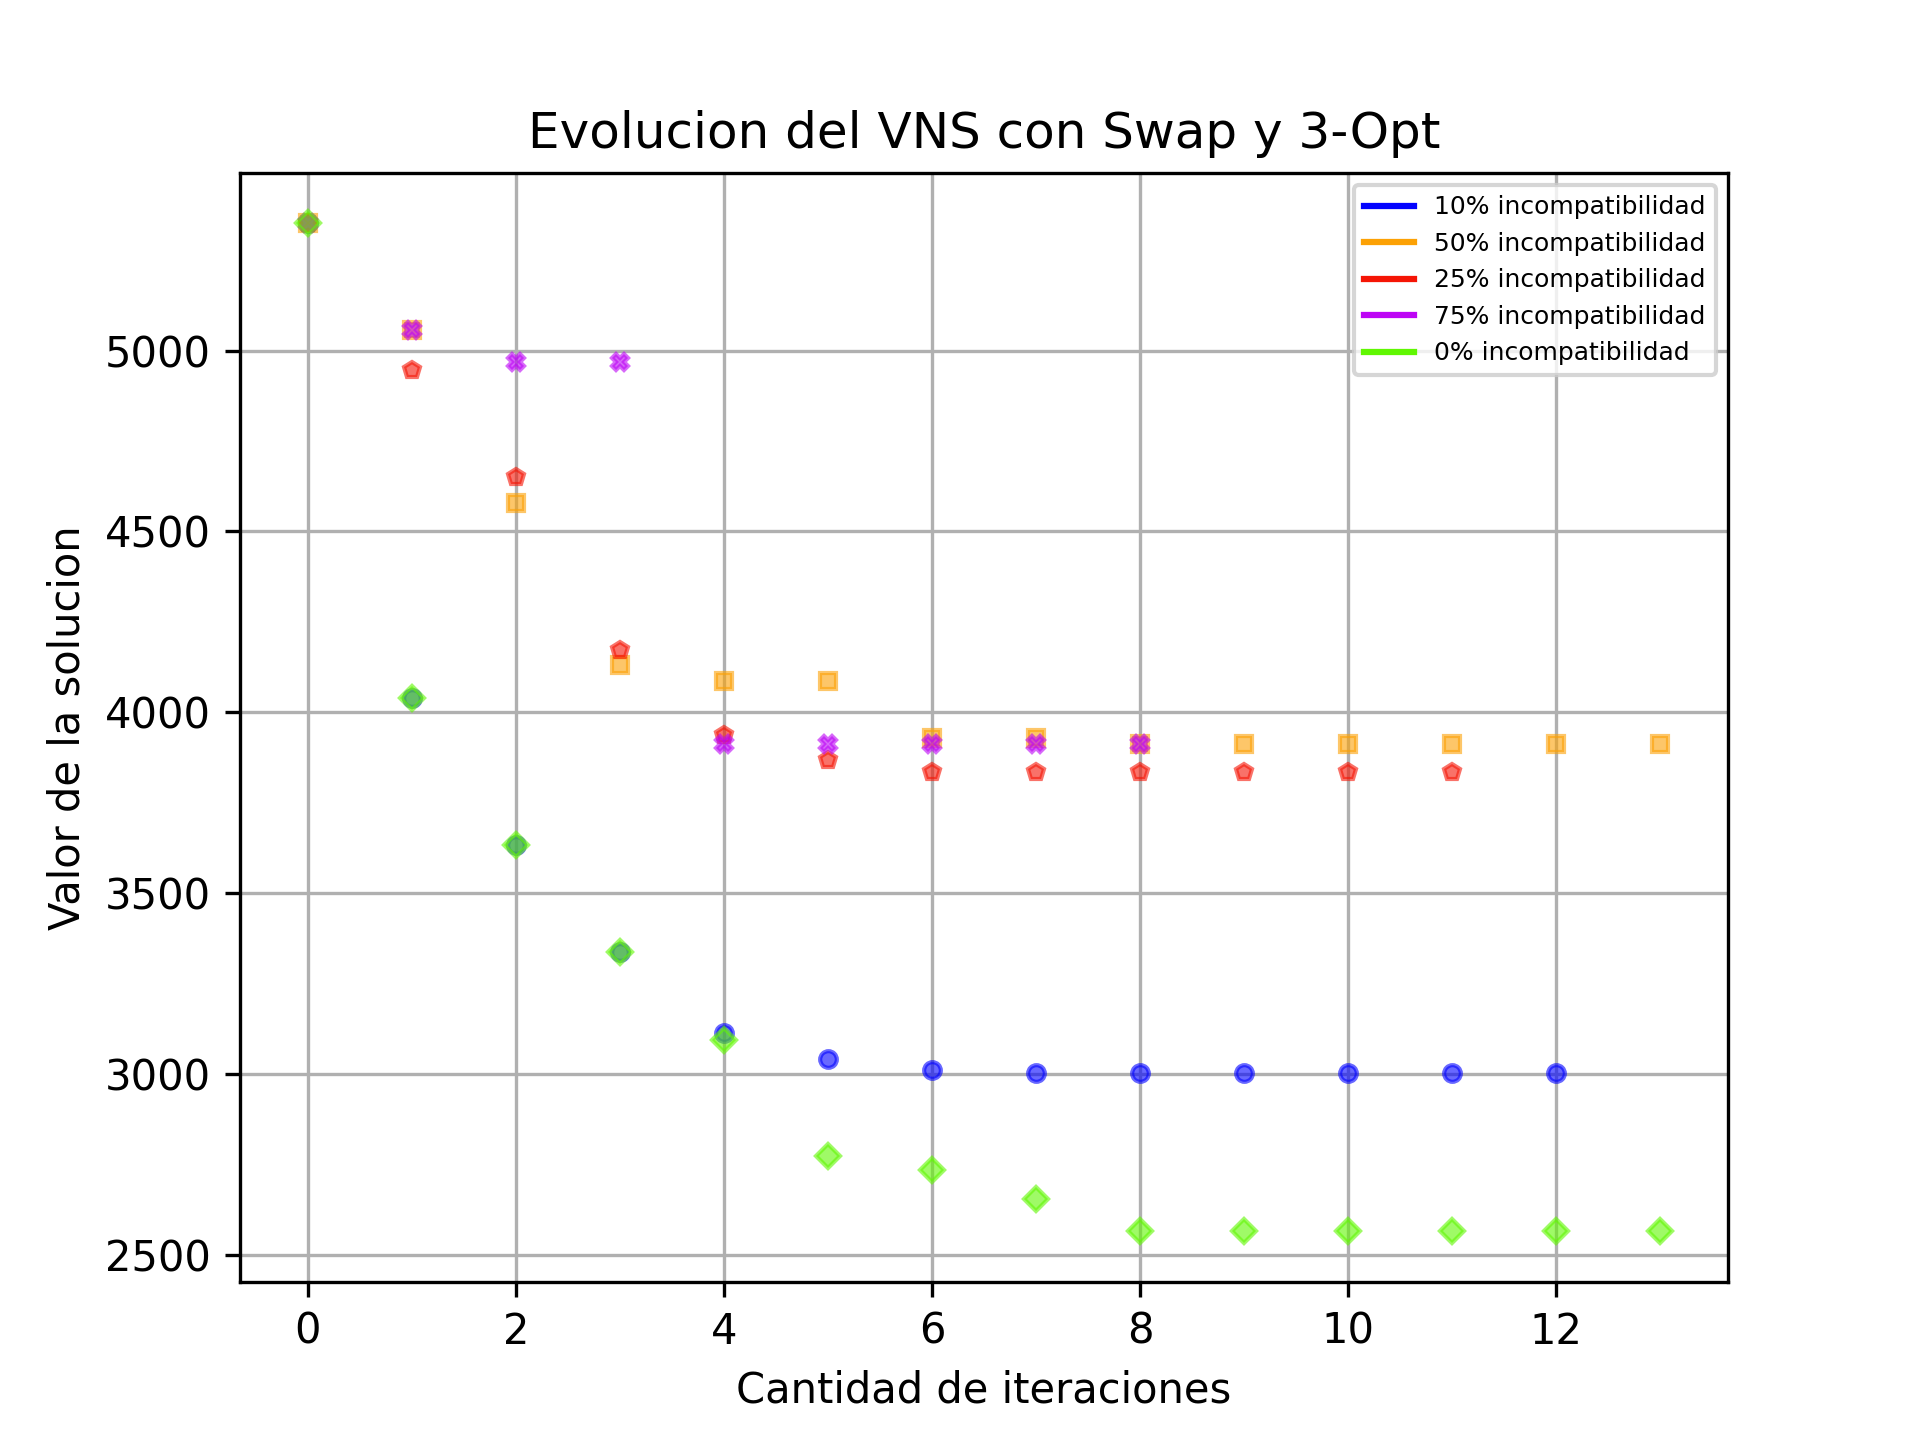 Evolucion del VNS con Swap y 3-Opt
10% incompatibilidad
50% incompatibilidad
25% incompatibilidad
75% incompatibilidad
0% incompatibilidad
Valor de la solucion
5000
4500
4000
3500
3000
2500
0 2 4 6 8 10 12
Cantidad de iteraciones